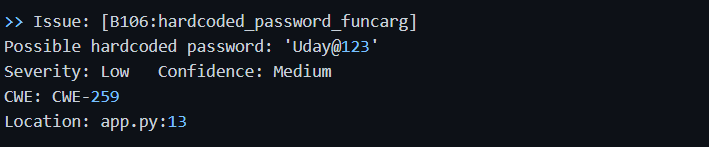 >> Issue: [B106:hardcoded_password_funcarg]
Possible hardcoded password: 'Uday@123'
Severity: Low   Confidence: Medium
CWE: CWE-259
Location: app.py:13